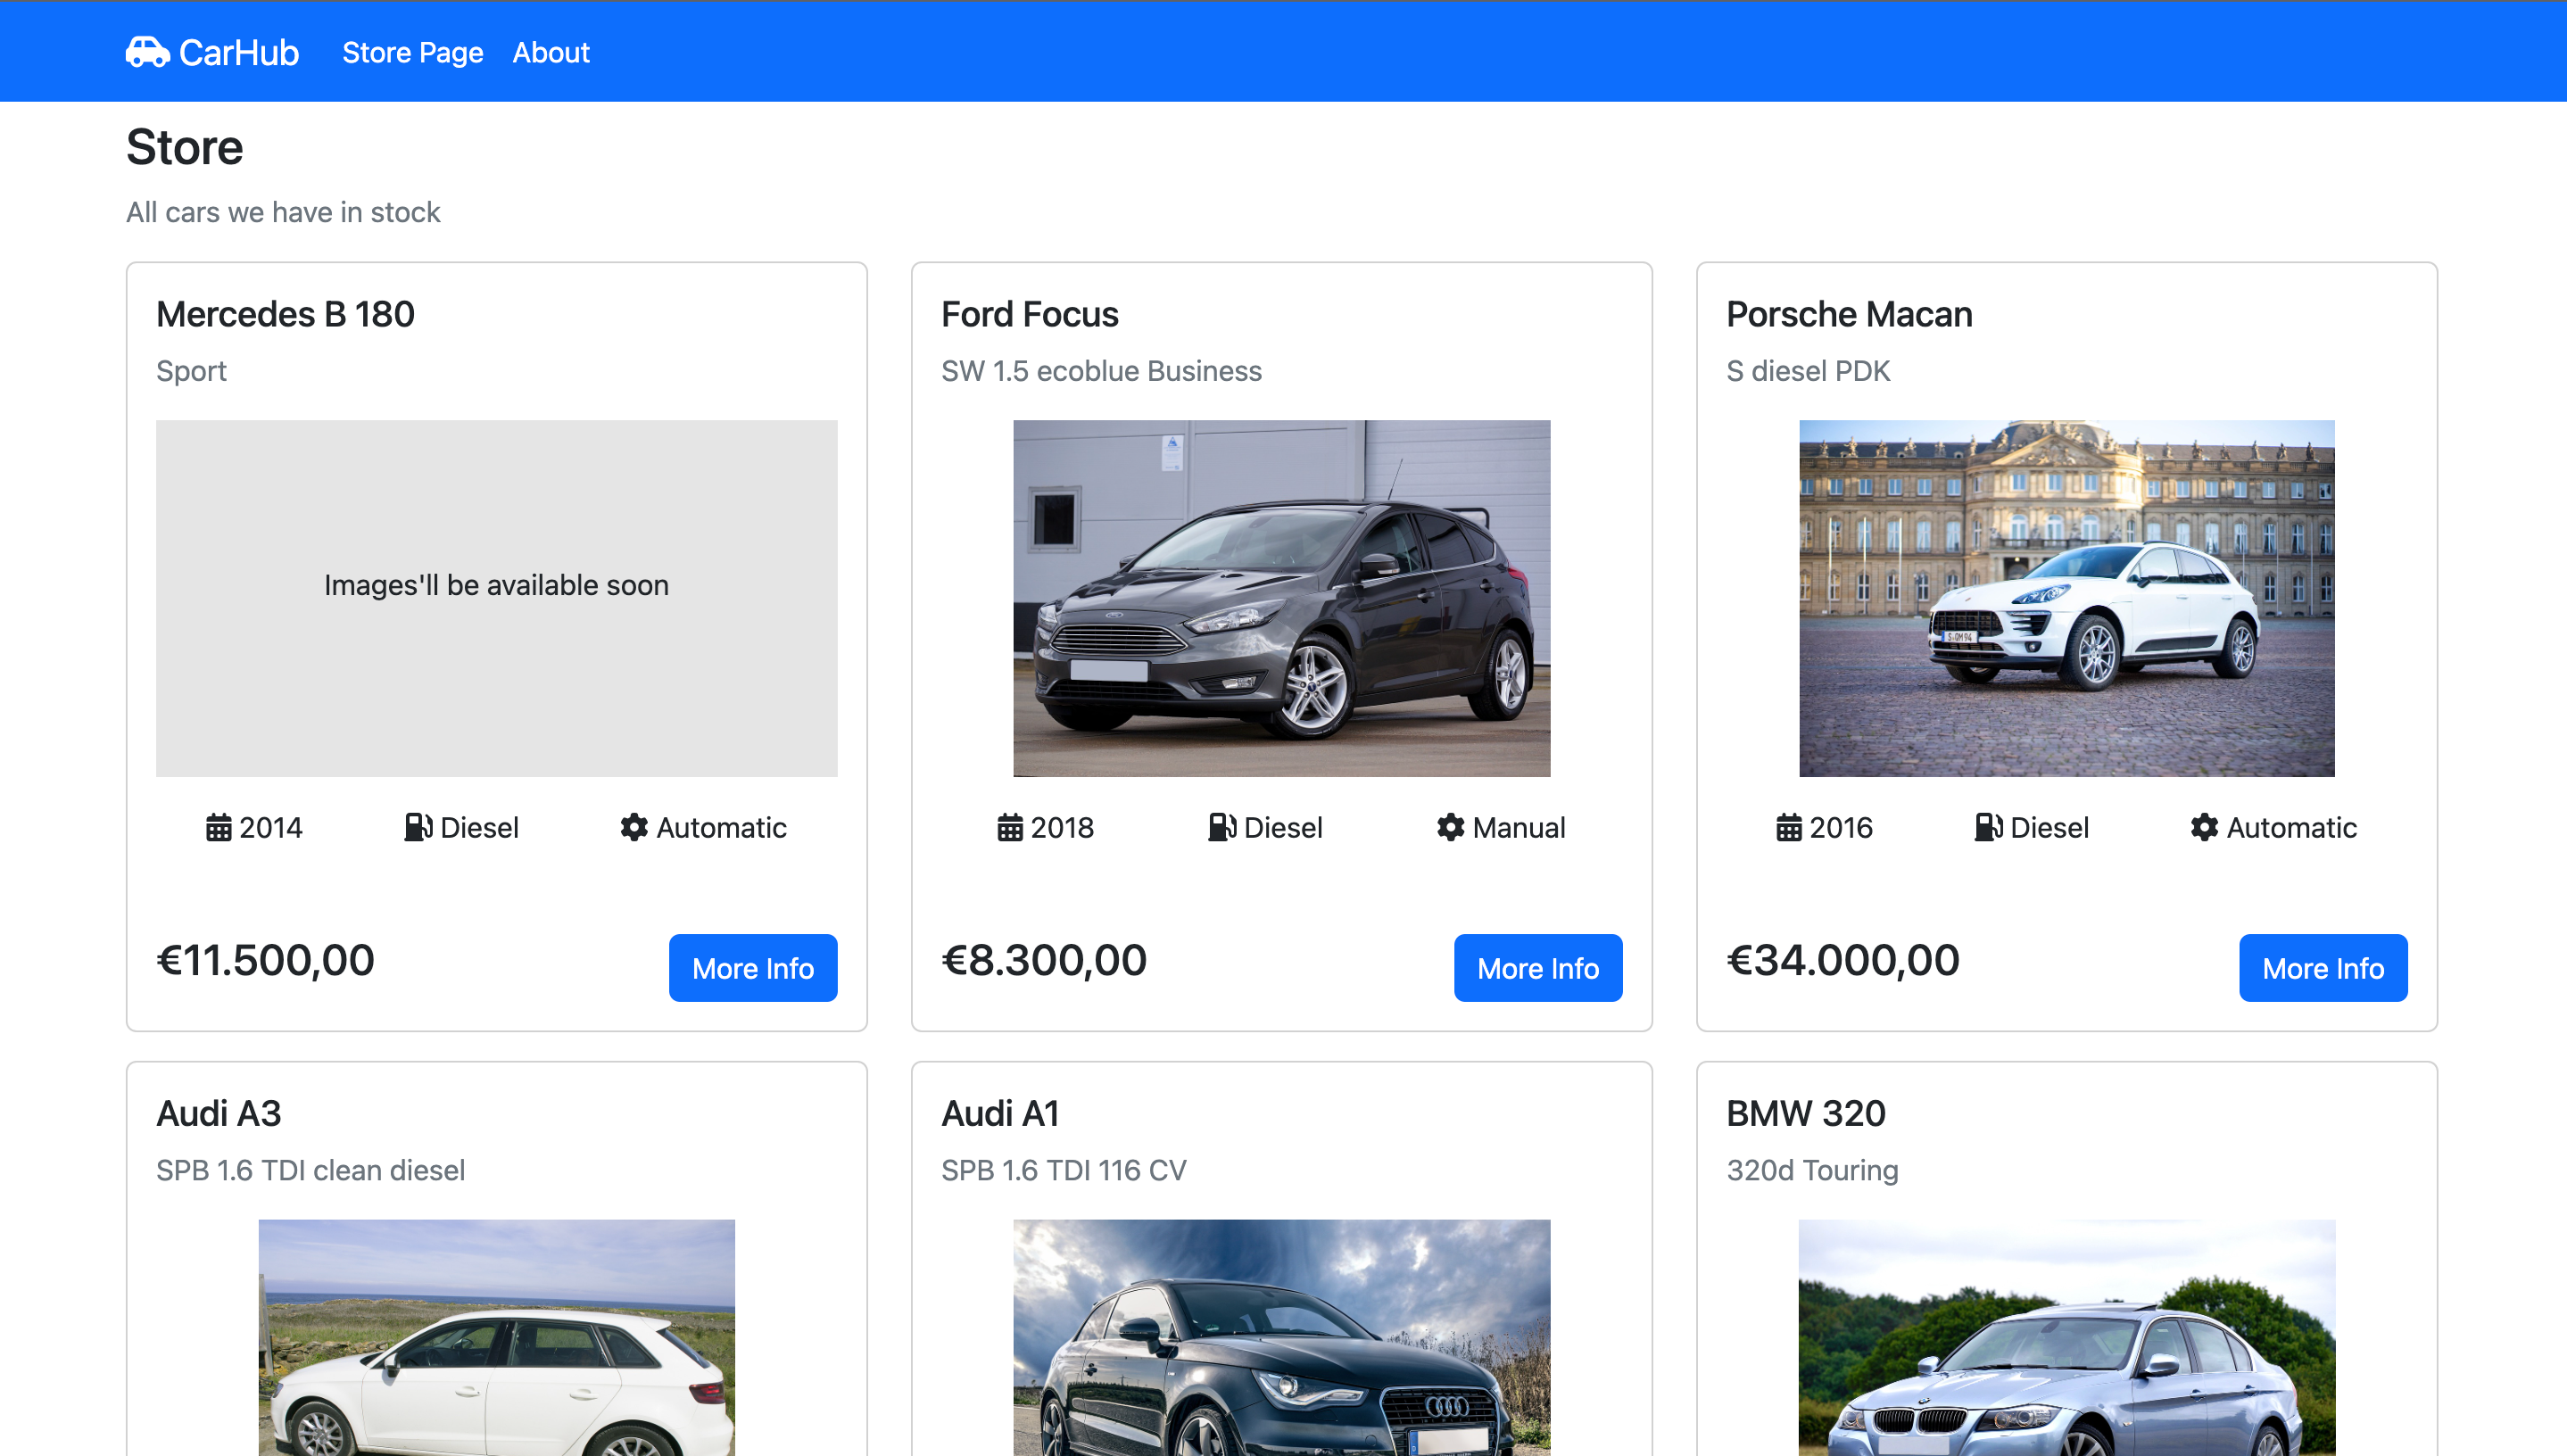 CarHub Store Page About
Store
All cars we have in stock
Mercedes B 180
Sport
Images'll be available soon
2014 Diesel Automatic
€11.500,00 More Info
Ford Focus
SW 1.5 ecoblue Business
2018 Diesel Manual
€8.300,00 More Info
Porsche Macan
S diesel PDK
S·QM 94
2016 Diesel Automatic
€34.000,00 More Info
Audi A3
SPB 1.6 TDI clean diesel
Audi A1
SPB 1.6 TDI 116 CV
BMW 320
320d Touring